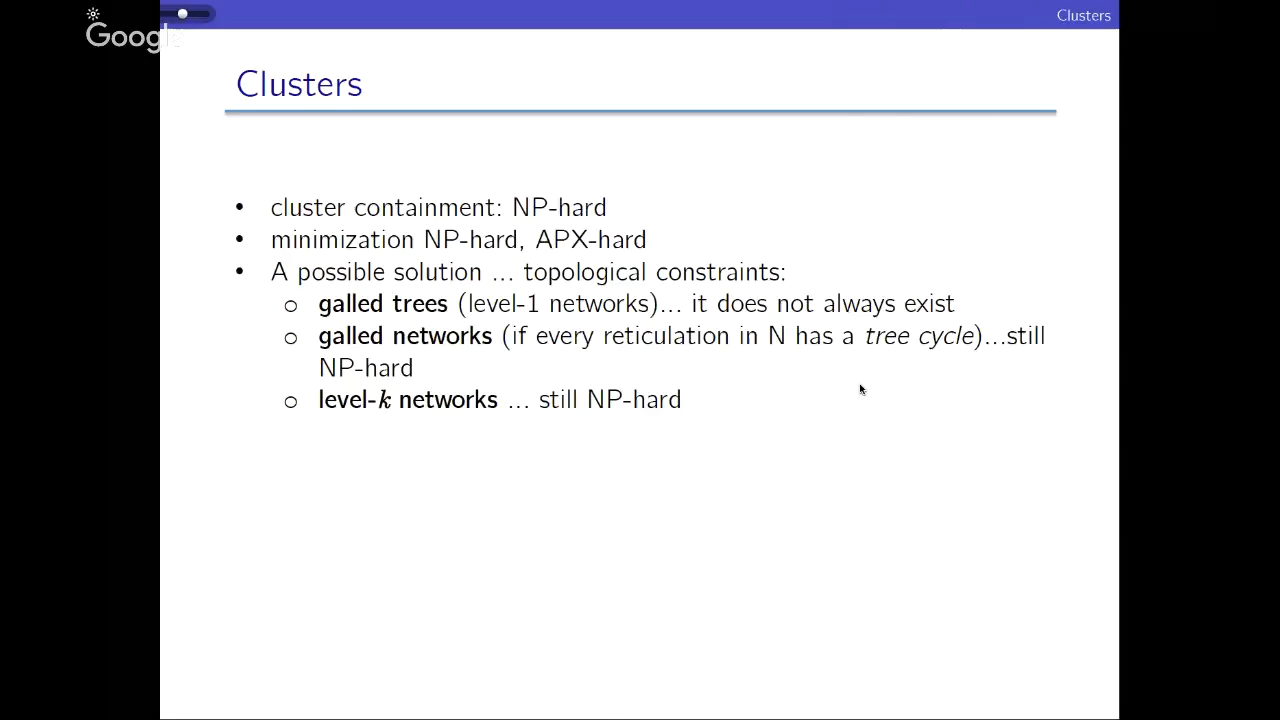 Clusters
Google
Clusters
• cluster containment: NP-hard
• minimization NP-hard, APX-hard
• A possible solution ... topological constraints:
○ galled trees (level-1 networks)... it does not always exist
○ galled networks (if every reticulation in N has a tree cycle)...still
NP-hard
○ level-k networks ... still NP-hard